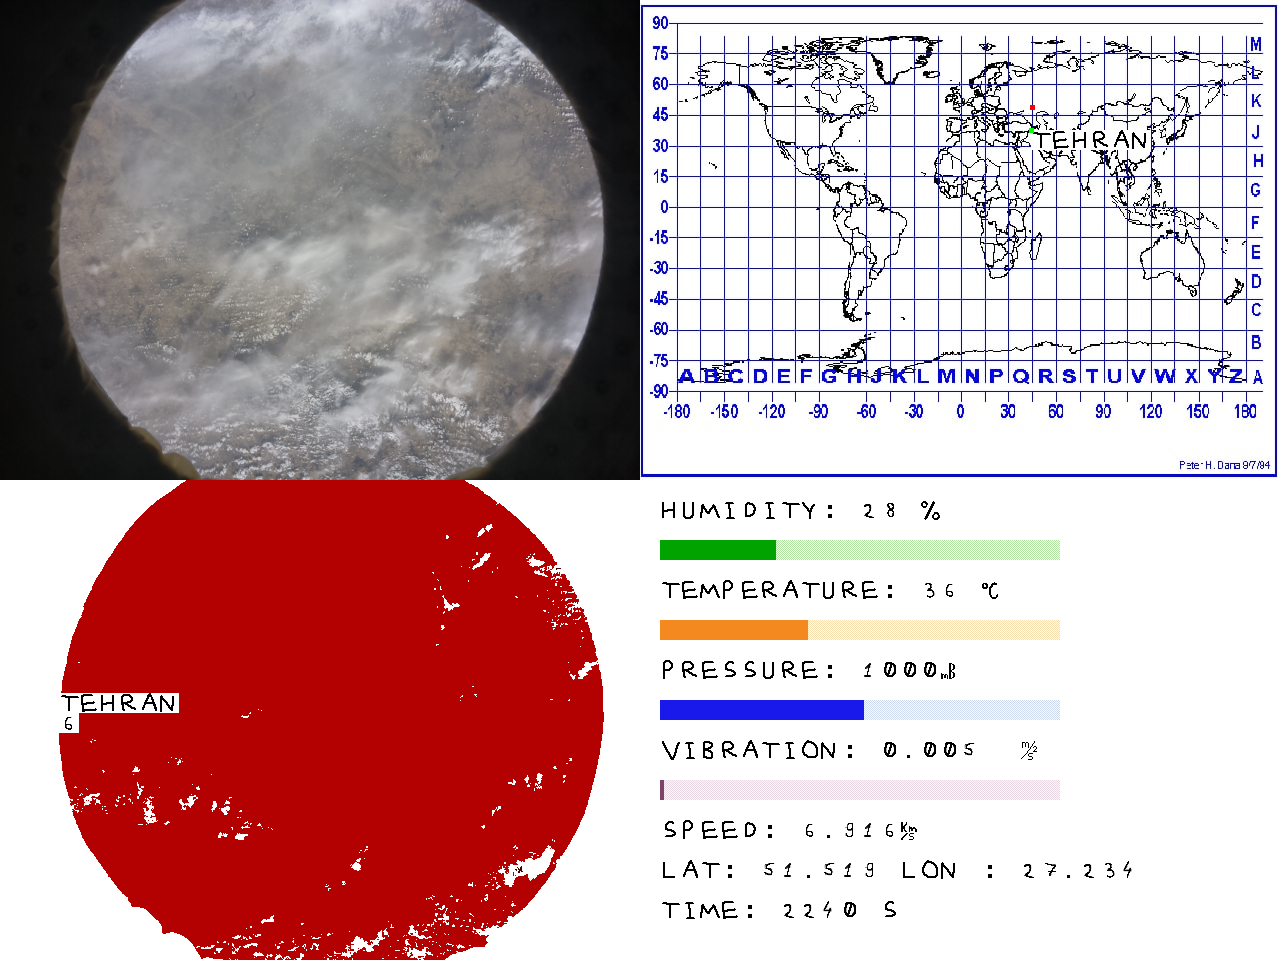 90
75
60
45
30
15
0
-15
-30
-45
-60
-75
-90
M
L
K
J
H
G
F
E
D
C
B
A
TEHRAN
A B C D E F G H J K L M N P Q R S T U V W X Y Z
-180 -150 -120 -90 -60 -30 0 30 60 90 120 150 180
Peter H. Dana 9/7/94
TEHRAN
6
HUMIDITY: 28 %
TEMPERATURE: 36 °C
PRESSURE: 1000mB
VIBRATION: 0.005 m/s²
SPEED: 6.916Km/s
LAT: 51.519 LON : 27.234
TIME: 2240 S